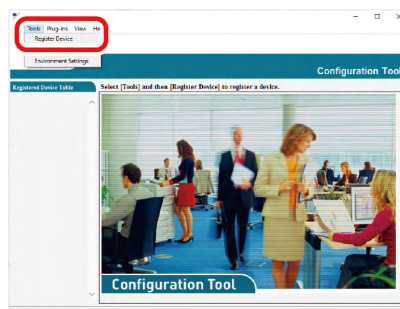 Tools Plug-ins View He
Register Device
Environment Settings
Configuration Tool
Registered Device Table
Select [Tools] and then [Register Device] to register a device.
Configuration Tool